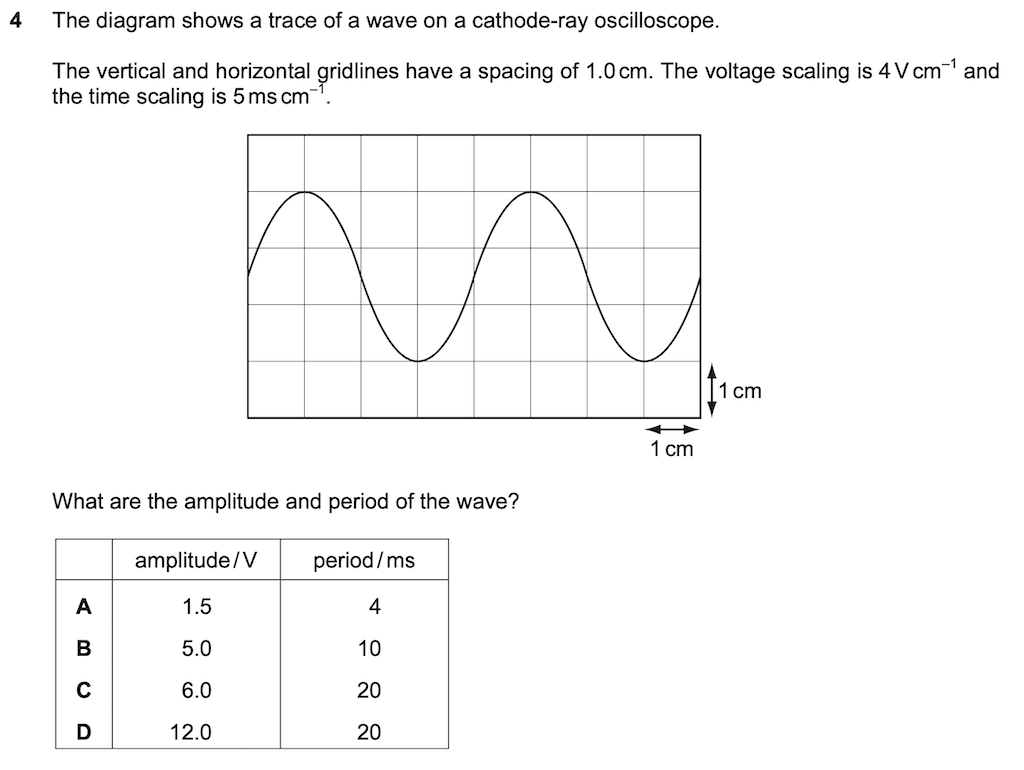 4 The diagram shows a trace of a wave on a cathode-ray oscilloscope.
The vertical and horizontal gridlines have a spacing of 1.0 cm. The voltage scaling is 4 V cm⁻¹ and
the time scaling is 5 ms cm⁻¹.
1 cm
1 cm
What are the amplitude and period of the wave?
amplitude / V period / ms
A 1.5 4
B 5.0 10
C 6.0 20
D 12.0 20